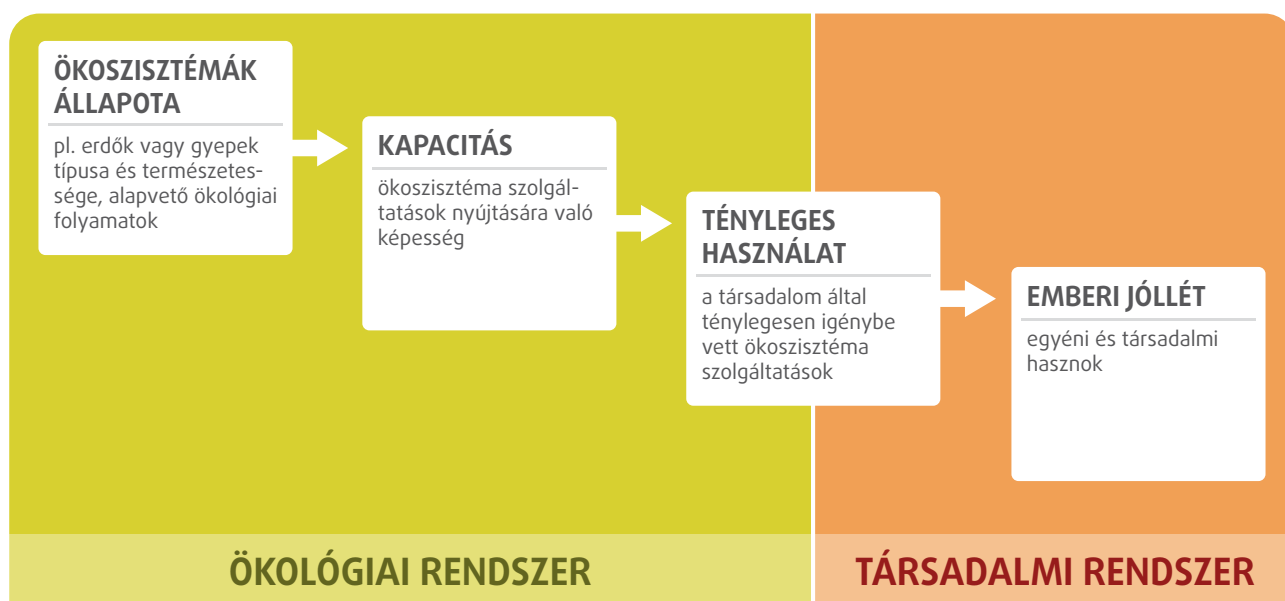 ÖKOSZISZTÉMÁK
ÁLLAPOTA
pl. erdők vagy gyepek
típusa és természetes-
sége, alapvető ökológiai
folyamatok
KAPACITÁS
ökoszisztéma szolgál-
tatások nyújtására való
képesség
TÉNYLEGES
HASZNÁLAT
a társadalom által
ténylegesen igénybe
vett ökoszisztéma
szolgáltatások
EMBERI JÓLLÉT
egyéni és társadalmi
hasznok
ÖKOLÓGIAI RENDSZER
TÁRSADALMI RENDSZER